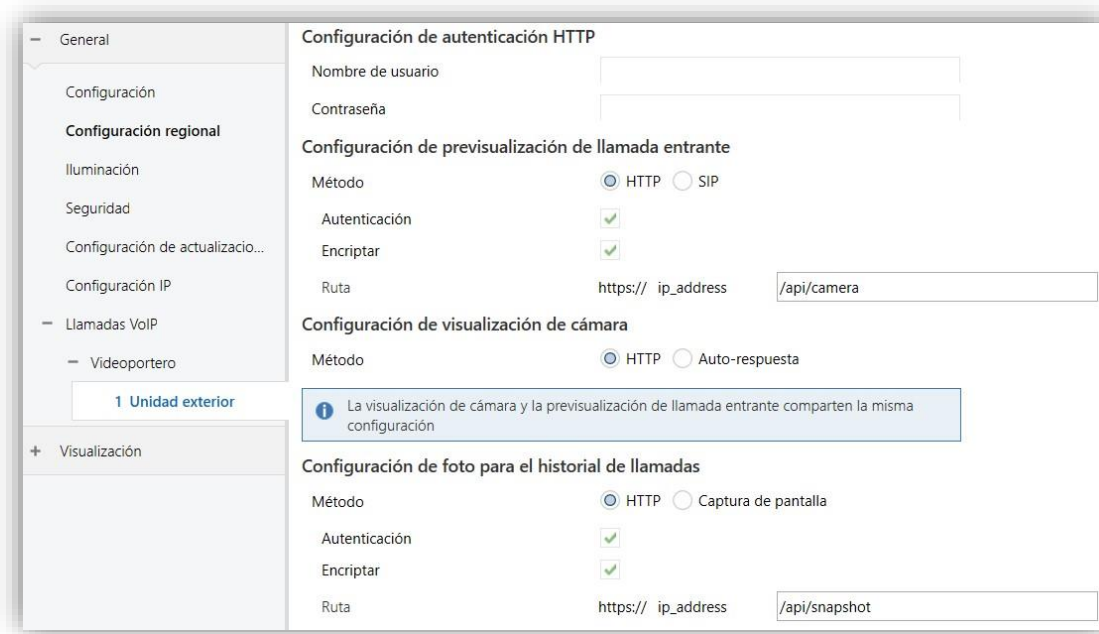 General
Configuración
Configuración regional
Iluminación
Seguridad
Configuración de actualizacio...
Configuración IP
Llamadas VoIP
Videoportero
1 Unidad exterior
Visualización
Configuración de autenticación HTTP
Nombre de usuario
Contraseña
Configuración de previsualización de llamada entrante
Método HTTP SIP
Autenticación
Encriptar
Ruta https:// ip_address /api/camera
Configuración de visualización de cámara
Método HTTP Auto-respuesta
La visualización de cámara y la previsualización de llamada entrante comparten la misma
configuración
Configuración de foto para el historial de llamadas
Método HTTP Captura de pantalla
Autenticación
Encriptar
Ruta https:// ip_address /api/snapshot